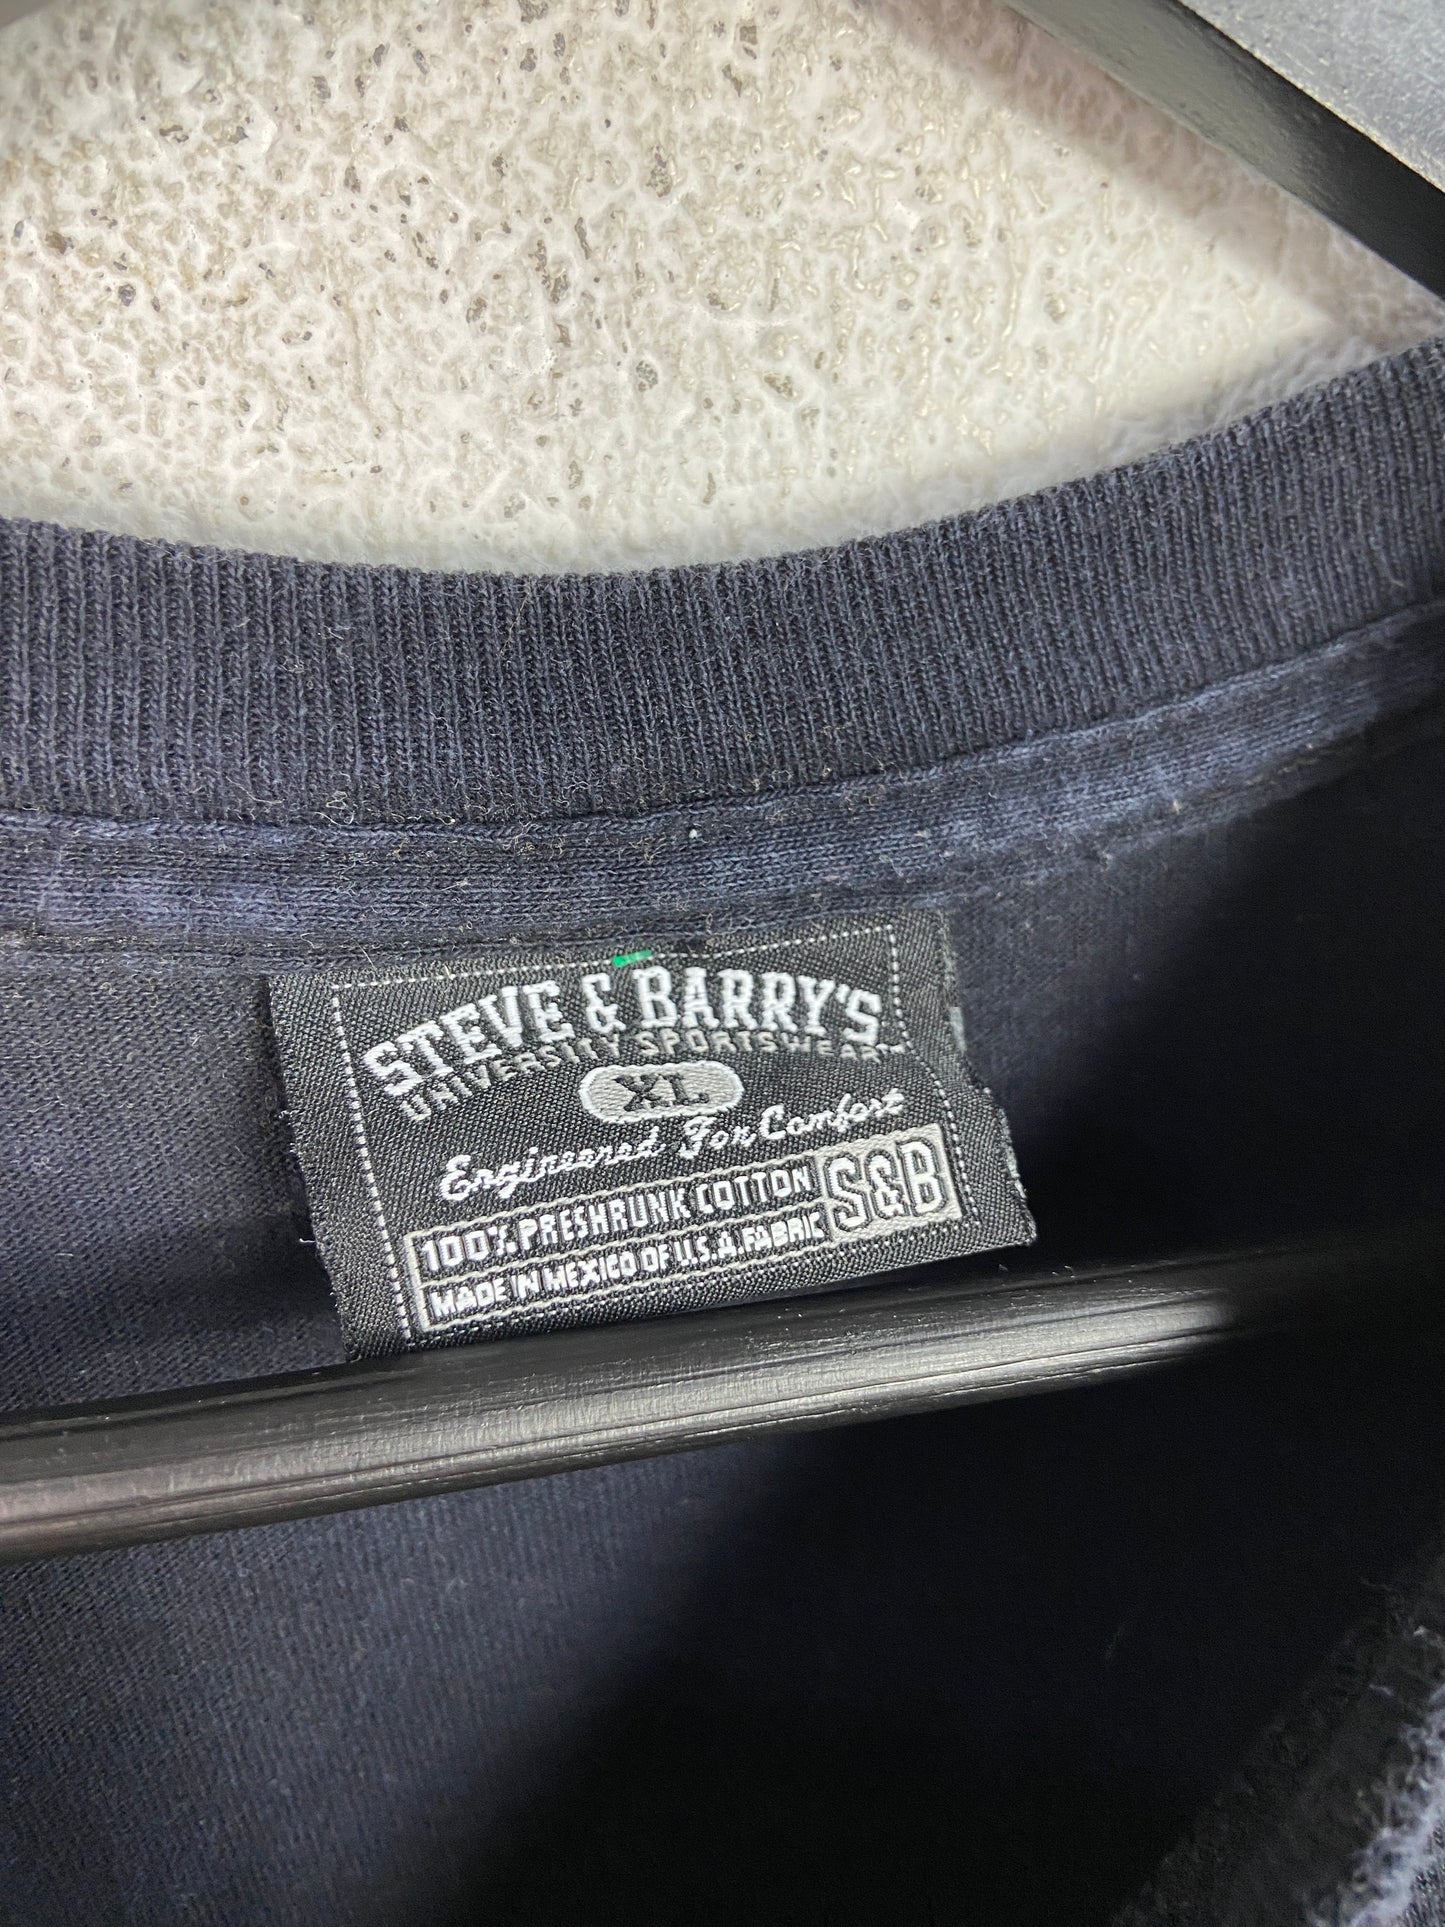 STEVE & BARRY'S
UNIVERSITY SPORTSWEAR
XL
Engineered For Comfort
100% PRESHRUNK COTTON
MADE IN MEXICO OF U.S.A. FABRIC
S&B